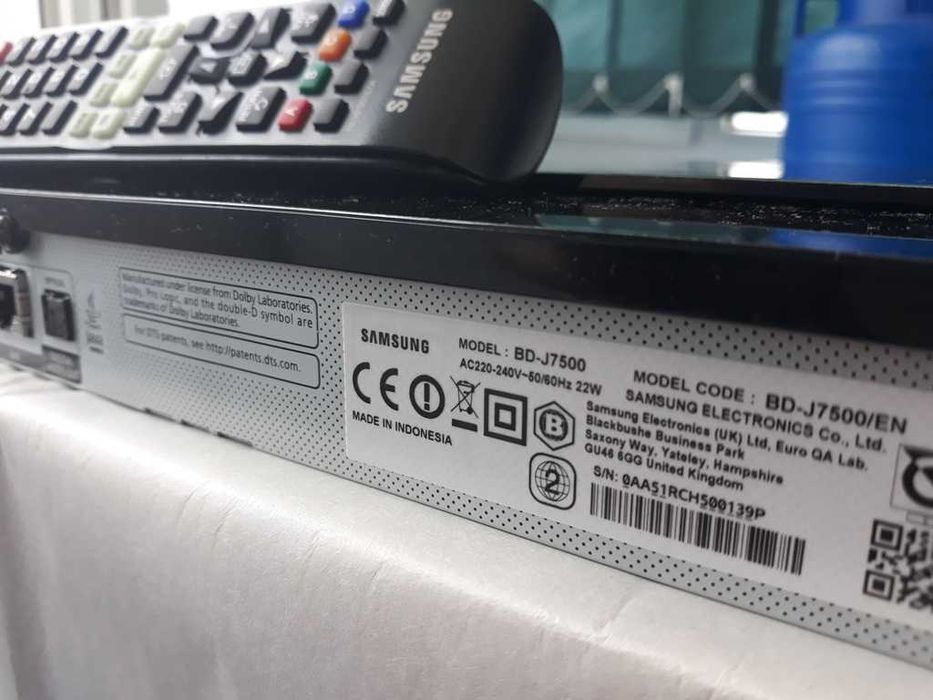 SAMSUNG
Manufactured under license from Dolby Laboratories.
Dolby, Pro Logic, and the double-D symbol are
trademarks of Dolby Laboratories.
For DTS patents, see http://patents.dts.com.
SAMSUNG
MODEL : BD-J7500
AC220-240V~50/60Hz 22W
MADE IN INDONESIA
B
2
MODEL CODE : BD-J7500/EN
SAMSUNG ELECTRONICS Co., Ltd.
Samsung Electronics (UK) Ltd, Euro QA Lab.
Blackbushe Business Park
Saxony Way, Yateley, Hampshire
GU46 6GG United Kingdom
S/N: 0AA51RCH500139P